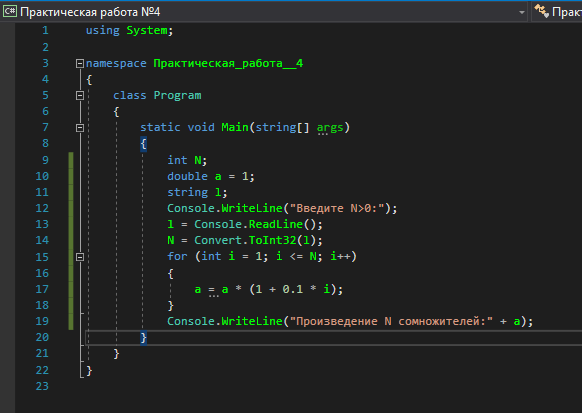 C# Практическая работа №4
Практ
1 using System;
2
3 namespace Практическая_работа__4
4 {
5 class Program
6 {
7 static void Main(string[] args)
8 {
9 int N;
10 double a = 1;
11 string l;
12 Console.WriteLine("Введите N>0:");
13 l = Console.ReadLine();
14 N = Convert.ToInt32(l);
15 for (int i = 1; i <= N; i++)
16 {
17 a = a * (1 + 0.1 * i);
18 }
19 Console.WriteLine("Произведение N сомножителей:" + a);
20 }
21 }
22 }
23